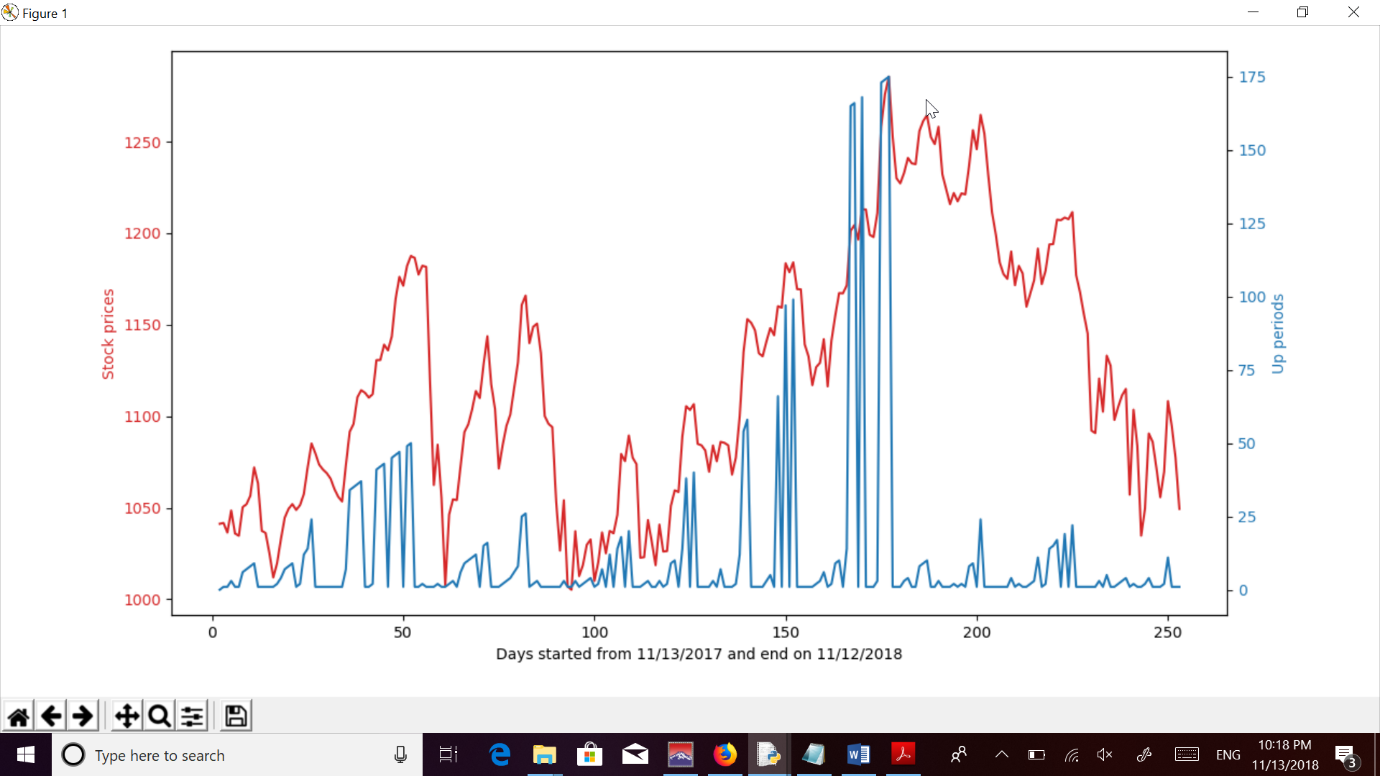 Figure 1
175
1250
150
1200
125
1150
100
Stock prices
Up periods
75
1100
50
1050
25
1000
0
0 50 100 150 200 250
Days started from 11/13/2017 and end on 11/12/2018
Type here to search
ENG
10:18 PM
11/13/2018
3